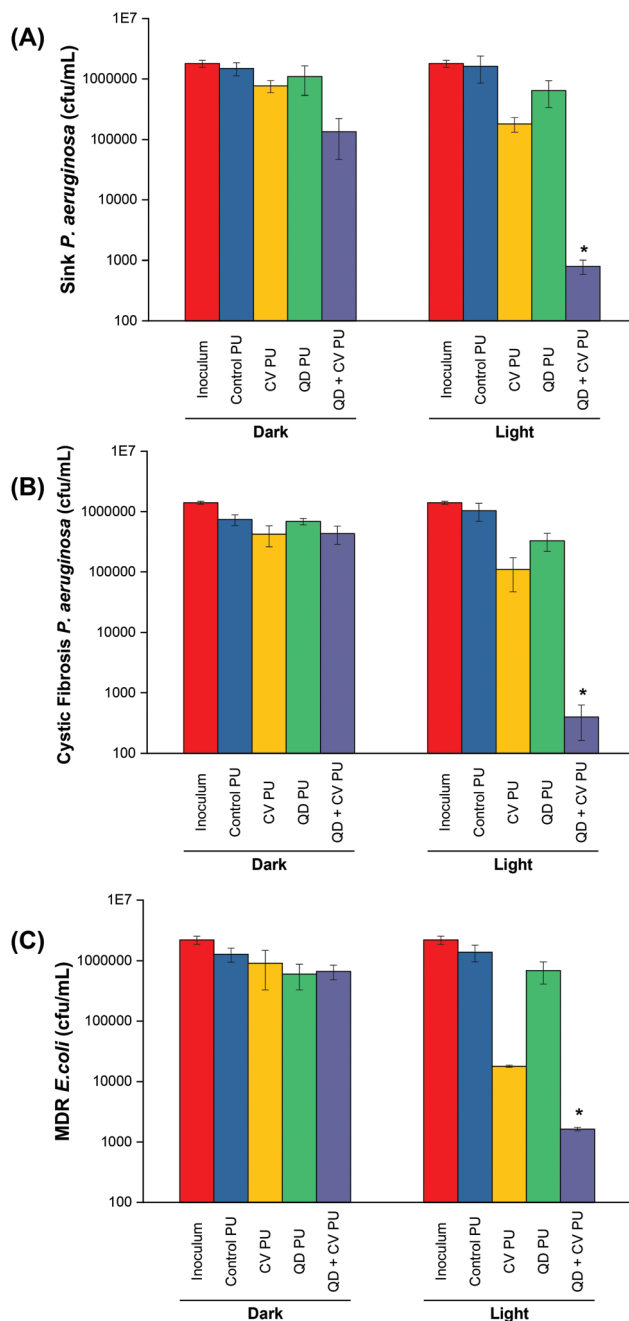 (A)
Sink P. aeruginosa (cfu/mL)
1E7
1000000
100000
10000
1000
100
*
Inoculum
Control PU
CV PU
QD PU
QD + CV PU
Inoculum
Control PU
CV PU
QD PU
QD + CV PU
Dark
Light
(B)
Cystic Fibrosis P. aeruginosa (cfu/mL)
1E7
1000000
100000
10000
1000
100
*
Inoculum
Control PU
CV PU
QD PU
QD + CV PU
Inoculum
Control PU
CV PU
QD PU
QD + CV PU
Dark
Light
(C)
MDR E.coli (cfu/mL)
1E7
1000000
100000
10000
1000
100
*
Inoculum
Control PU
CV PU
QD PU
QD + CV PU
Inoculum
Control PU
CV PU
QD PU
QD + CV PU
Dark
Light